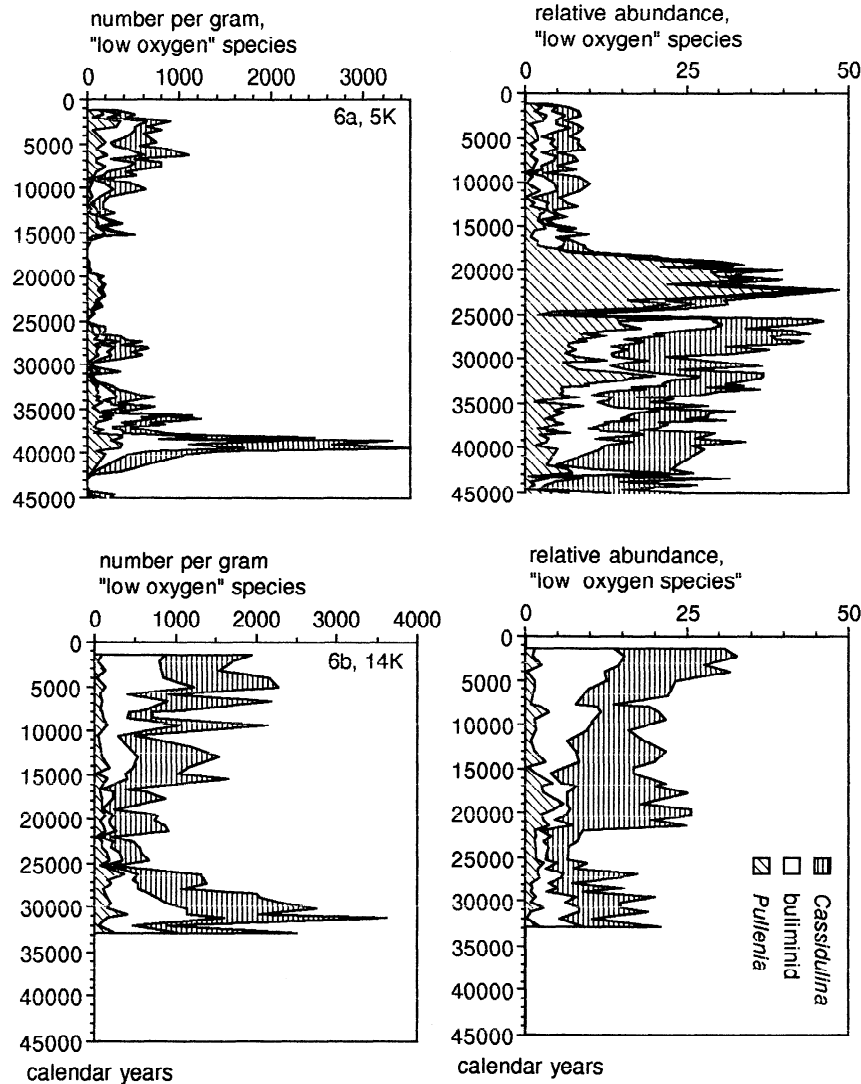 number per gram,
"low oxygen" species
0 1000 3000
0
5000
10000
15000
20000
25000
30000
35000
40000
45000
6a, 5K
relative abundance,
"low oxygen" species
0 25 50
0
5000
10000
15000
20000
25000
30000
35000
40000
45000
number per gram
"low oxygen" species
0 1000 2000 3000 4000
0
5000
10000
15000
20000
25000
30000
35000
40000
45000
6b, 14K
calendar years
relative abundance,
"low oxygen species"
0 25 50
0
5000
10000
15000
20000
25000
30000
35000
40000
45000
Cassidulina
buliminid
Pullenia
calendar years